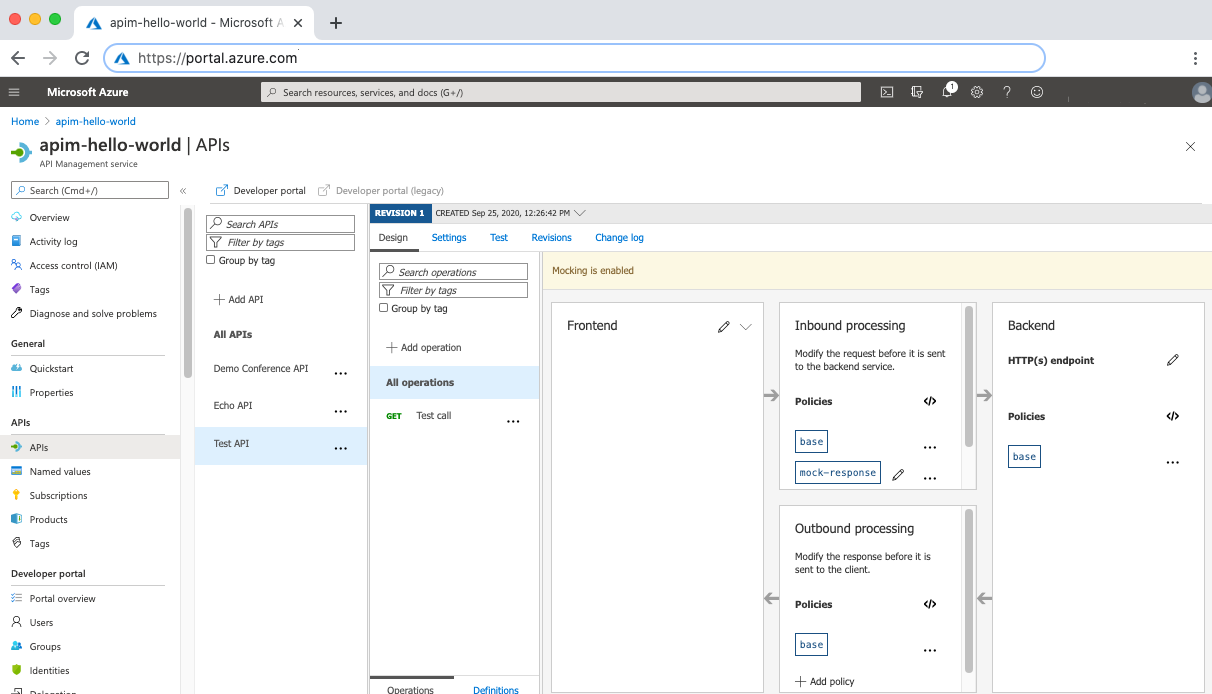 apim-hello-world - Microsoft A
https://portal.azure.com
Microsoft Azure
Search resources, services, and docs (G+/)
1
Home > apim-hello-world
apim-hello-world | APIs
API Management service
Search (Cmd+/)
«
Overview
Activity log
Access control (IAM)
Tags
Diagnose and solve problems
General
Quickstart
Properties
APIs
APIs
Named values
Subscriptions
Products
Tags
Developer portal
Portal overview
Users
Groups
Identities
Delegation
Developer portal
Developer portal (legacy)
Search APIs
Filter by tags
Group by tag
+ Add API
All APIs
Demo Conference API ...
Echo API ...
Test API ...
REVISION 1 CREATED Sep 25, 2020, 12:26:42 PM
Design Settings Test Revisions Change log
Search operations
Filter by tags
Group by tag
+ Add operation
All operations
GET Test call ...
Operations Definitions
Mocking is enabled
Frontend
Inbound processing
Modify the request before it is sent
to the backend service.
Policies </>
base ...
mock-response ...
Outbound processing
Modify the response before it is
sent to the client.
Policies </>
base ...
+ Add policy
Backend
HTTP(s) endpoint
Policies </>
base ...